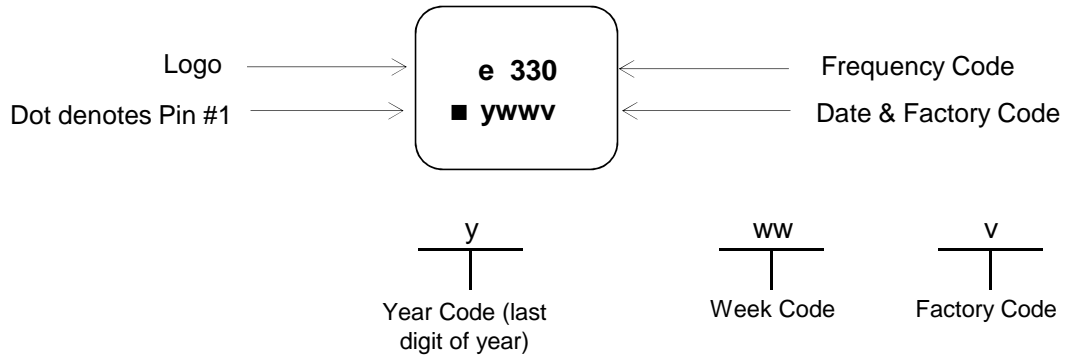 Logo
e 330
Frequency Code
Dot denotes Pin #1
■ ywwv
Date & Factory Code
y
ww
v
Year Code (last
digit of year)
Week Code
Factory Code